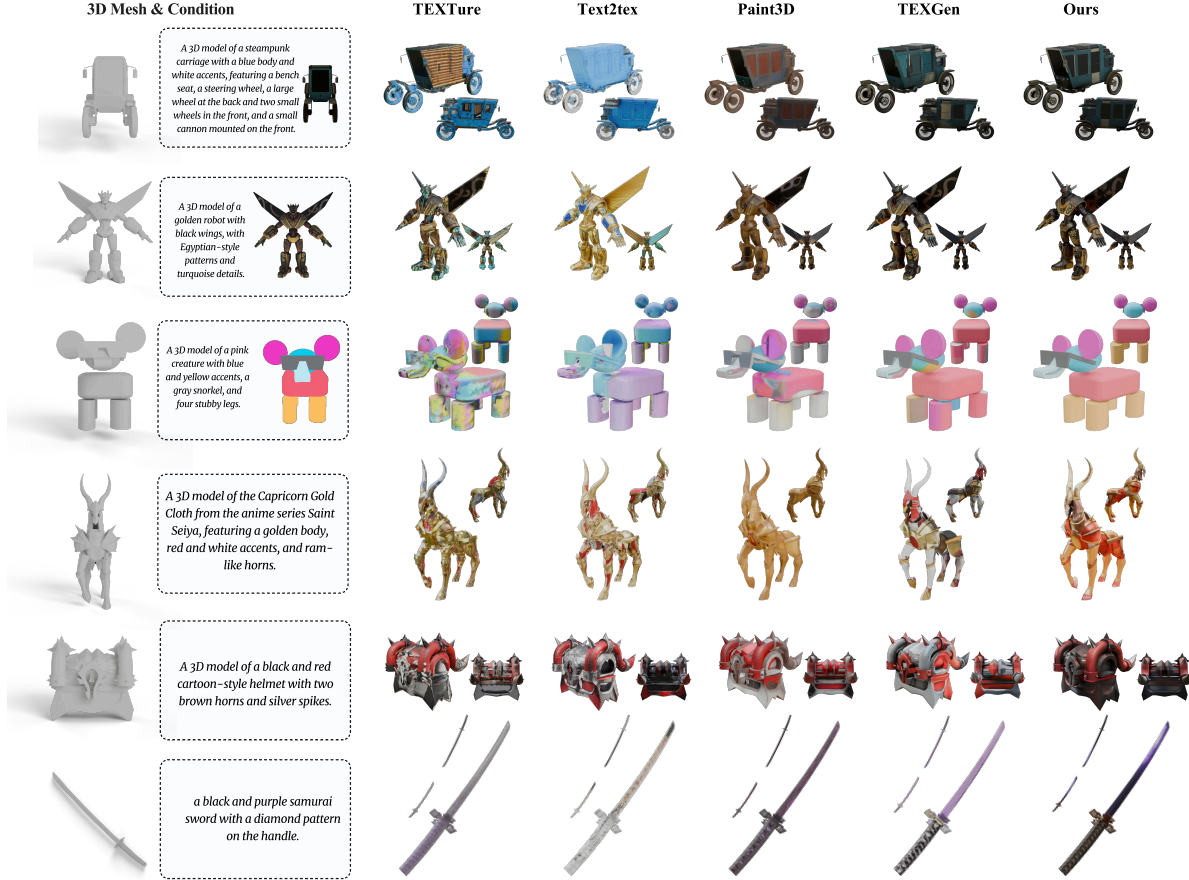 3D Mesh & Condition
TEXTure
Text2tex
Paint3D
TEXGen
Ours
A 3D model of a steampunk
carriage with a blue body and
white accents, featuring a bench
seat, a steering wheel, a large
wheel at the back and two small
wheels in the front, and a small
cannon mounted on the front.
A 3D model of a
golden robot with
black wings, with
Egyptian-style
patterns and
turquoise details.
A 3D model of a pink
creature with blue
and yellow accents, a
gray snorkel, and
four stubby legs.
A 3D model of the Capricorn Gold
Cloth from the anime series Saint
Seiya, featuring a golden body,
red and white accents, and ram-
like horns.
A 3D model of a black and red
cartoon-style helmet with two
brown horns and silver spikes.
a black and purple samurai
sword with a diamond pattern
on the handle.